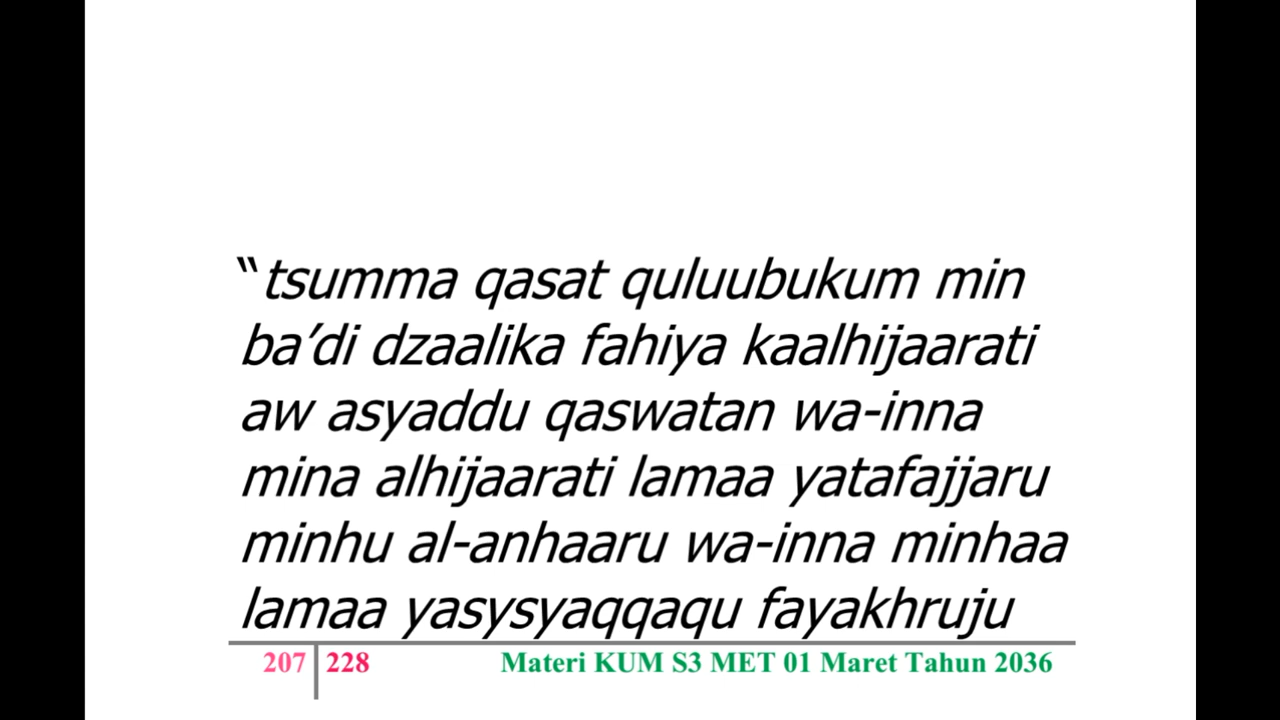 “tsumma qasat quluubukum min
ba’di dzaalika fahiya kaalhijaarati
aw asyaddu qaswatan wa-inna
mina alhijaarati lamaa yatafajjaru
minhu al-anhaaru wa-inna minhaa
lamaa yasysyaqqaqu fayakhruju
207 228 Materi KUM S3 MET 01 Maret Tahun 2036